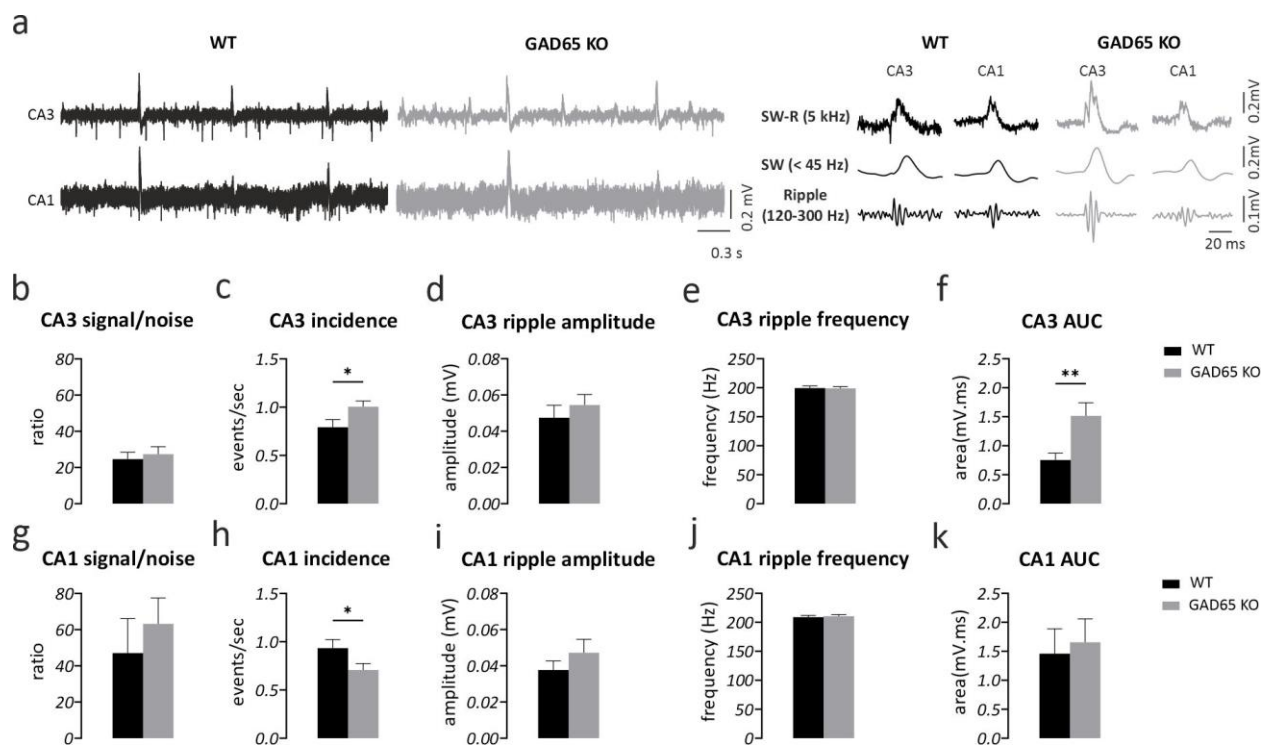 a
WT GAD65 KO
CA3
CA1
0.2 mV
0.3 s
WT GAD65 KO
CA3 CA1 CA3 CA1
SW-R (5 kHz)
0.2mV
SW (< 45 Hz)
0.2mV
Ripple
(120-300 Hz)
0.1mV
20 ms
b
CA3 signal/noise
ratio
80
60
40
20
0
c
CA3 incidence
events/sec
1.5
1.0
0.5
0.0
*
d
CA3 ripple amplitude
amplitude (mV)
0.08
0.06
0.04
0.02
0.00
e
CA3 ripple frequency
frequency (Hz)
250
200
150
100
50
0
f
CA3 AUC
area(mV.ms)
2.5
2.0
1.5
1.0
0.5
0.0
**
WT
GAD65 KO
g
CA1 signal/noise
ratio
80
60
40
20
0
h
CA1 incidence
events/sec
1.5
1.0
0.5
0.0
*
i
CA1 ripple amplitude
amplitude (mV)
0.08
0.06
0.04
0.02
0.00
j
CA1 ripple frequency
frequency (Hz)
250
200
150
100
50
0
k
CA1 AUC
area(mV.ms)
2.5
2.0
1.5
1.0
0.5
0.0
WT
GAD65 KO